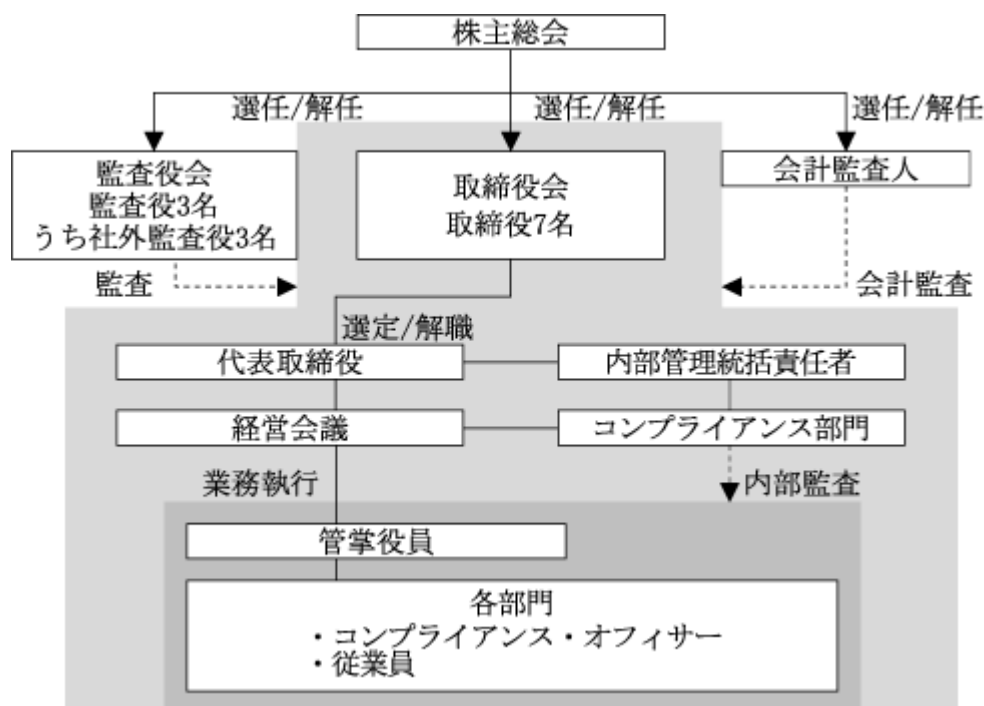 株主総会
選任/解任
選任/解任
選任/解任
監査役会
監査役3名
うち社外監査役3名
取締役会
取締役7名
会計監査人
監査
会計監査
選定/解職
代表取締役
内部管理統括責任者
経営会議
コンプライアンス部門
業務執行
内部監査
管掌役員
各部門
・コンプライアンス・オフィサー
・従業員